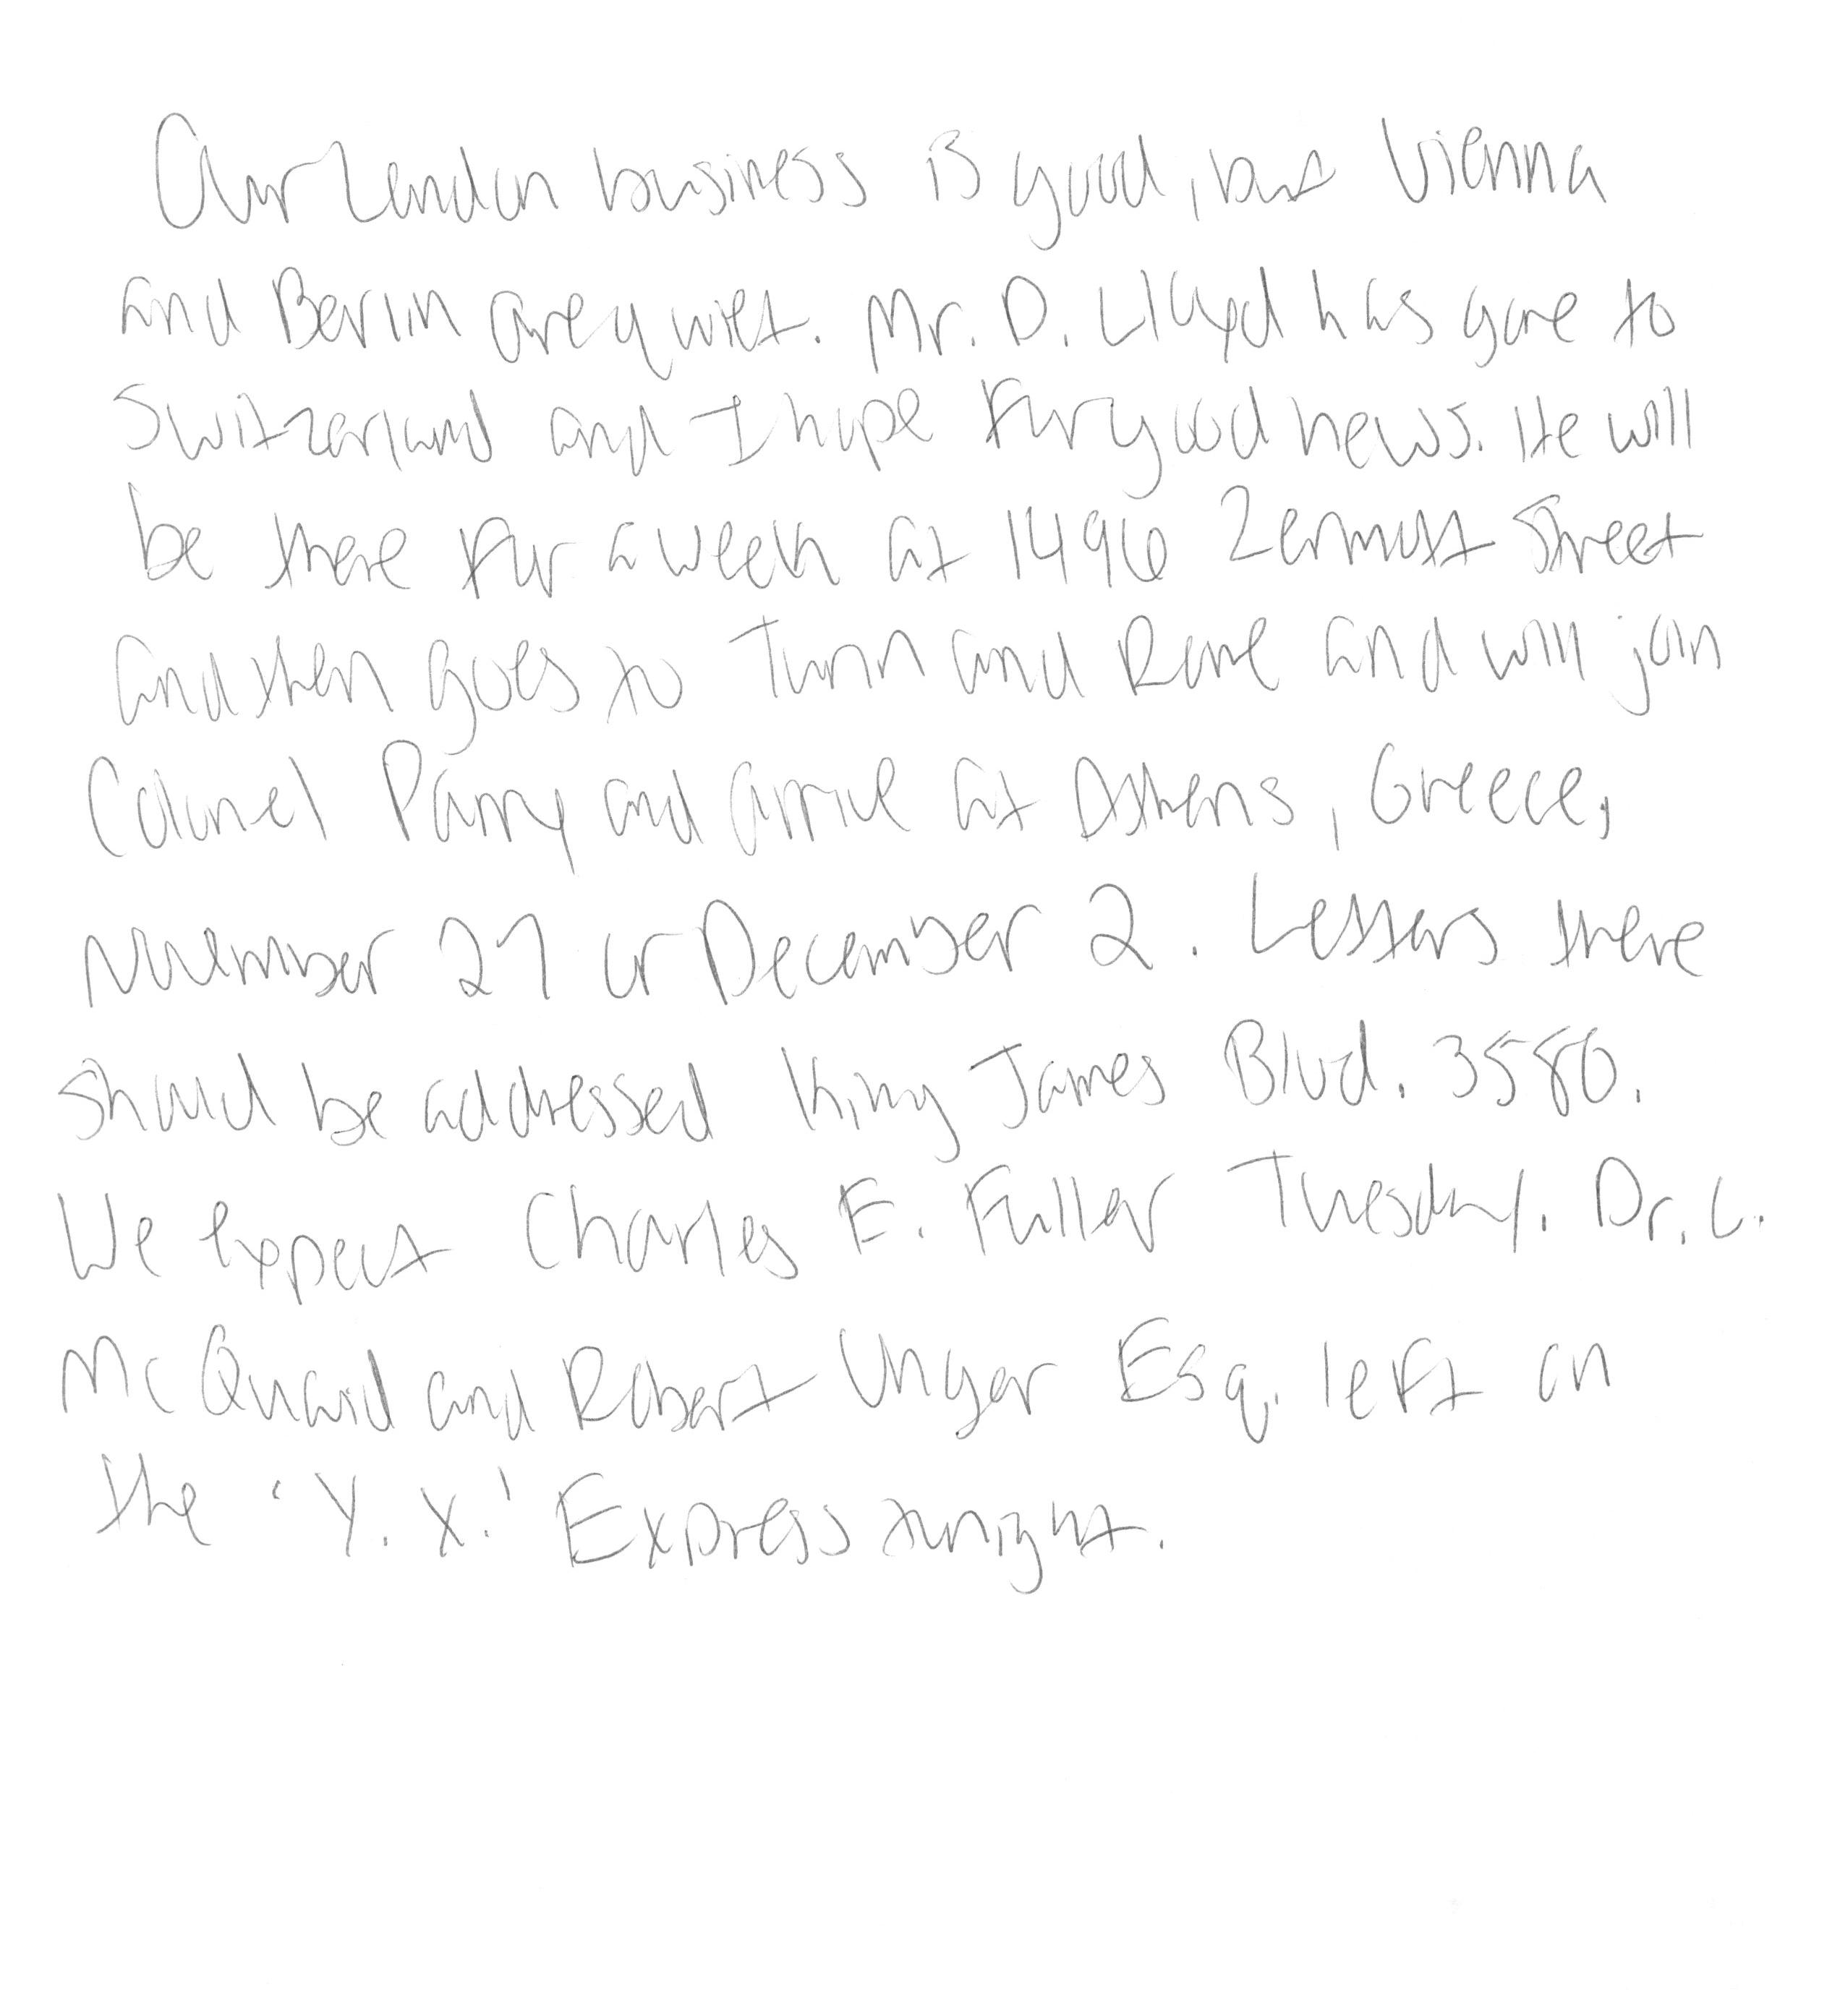 Our London business is good, but Vienna
and Berlin are quiet. Mr. D. Lloyd has gone to
Switzerland and I hope for good news. He will
be there for a week at 1496 Zermott Street
and then goes to Turin and Rome and will join
Colonel Parry and arrive at Athens, Greece,
November 27 or December 2. Letters there
should be addressed King James Blvd. 3580.
We expect Charles E. Fuller Tuesday. Dr. L.
McQuaid and Robert Unger Esq. left on
the 'Y. X.' Express tonight.